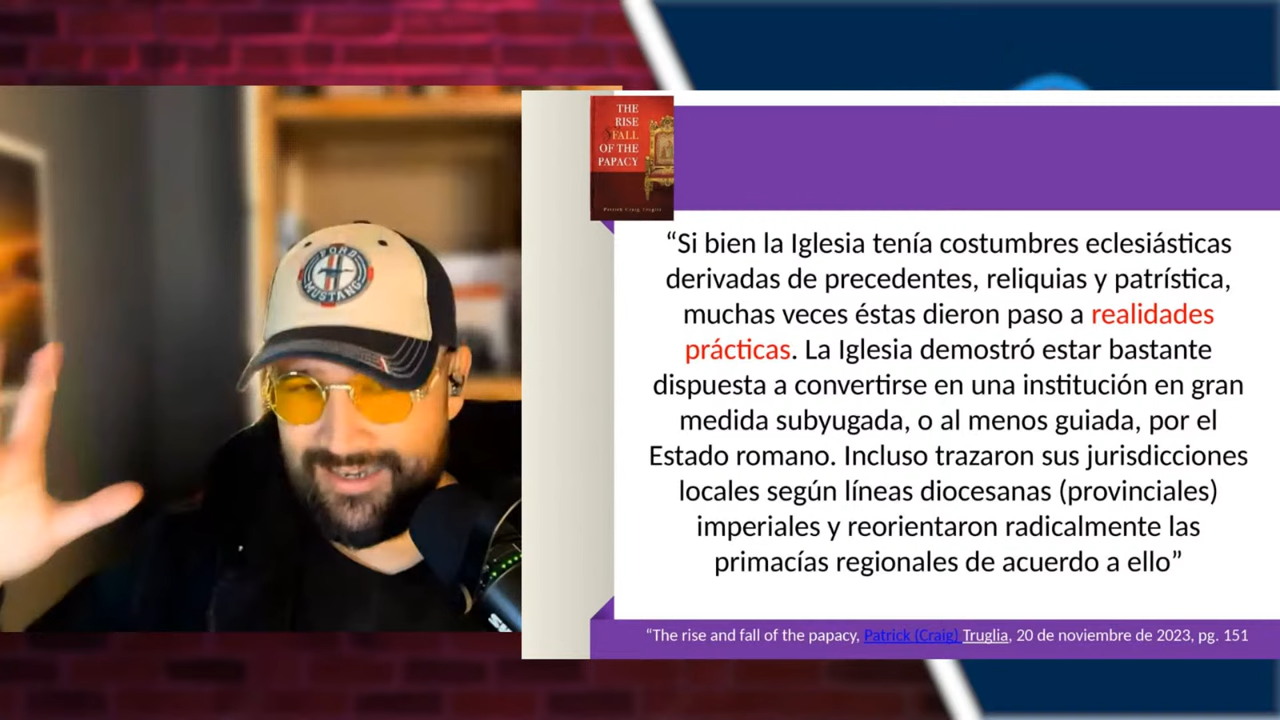 FORD
MUSTANG
THE
RISE
& FALL
OF THE
PAPACY
Patrick Craig Truglia
“Si bien la Iglesia tenía costumbres eclesiásticas
derivadas de precedentes, reliquias y patrística,
muchas veces éstas dieron paso a realidades
prácticas. La Iglesia demostró estar bastante
dispuesta a convertirse en una institución en gran
medida subyugada, o al menos guiada, por el
Estado romano. Incluso trazaron sus jurisdicciones
locales según líneas diocesanas (provinciales)
imperiales y reorientaron radicalmente las
primacías regionales de acuerdo a ello”
“The rise and fall of the papacy, Patrick (Craig) Truglia, 20 de noviembre de 2023, pg. 151